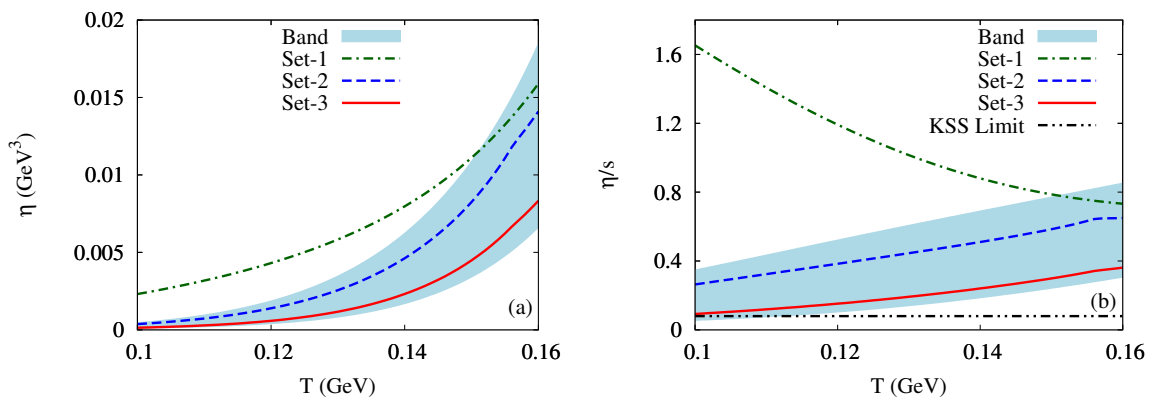 0.02
0.015
0.01
0.005
0
η (GeV³)
Band
Set-1
Set-2
Set-3
(a)
0.1
0.12
0.14
0.16
T (GeV)
1.6
1.2
0.8
0.4
0
η/s
Band
Set-1
Set-2
Set-3
KSS Limit
(b)
0.1
0.12
0.14
0.16
T (GeV)